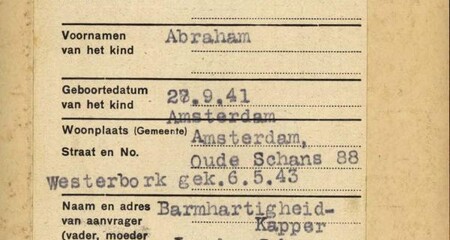 Voornamen Abraham
van het kind
Geboortedatum
van het kind 28.9.41
Amsterdam
Woonplaats (Gemeente) Amsterdam,
Straat en No. Oude Schans 88
Westerbork gek.6.5.43
Naam en adres Barmhartigheid-
van aanvrager Kapper
(vader, moeder